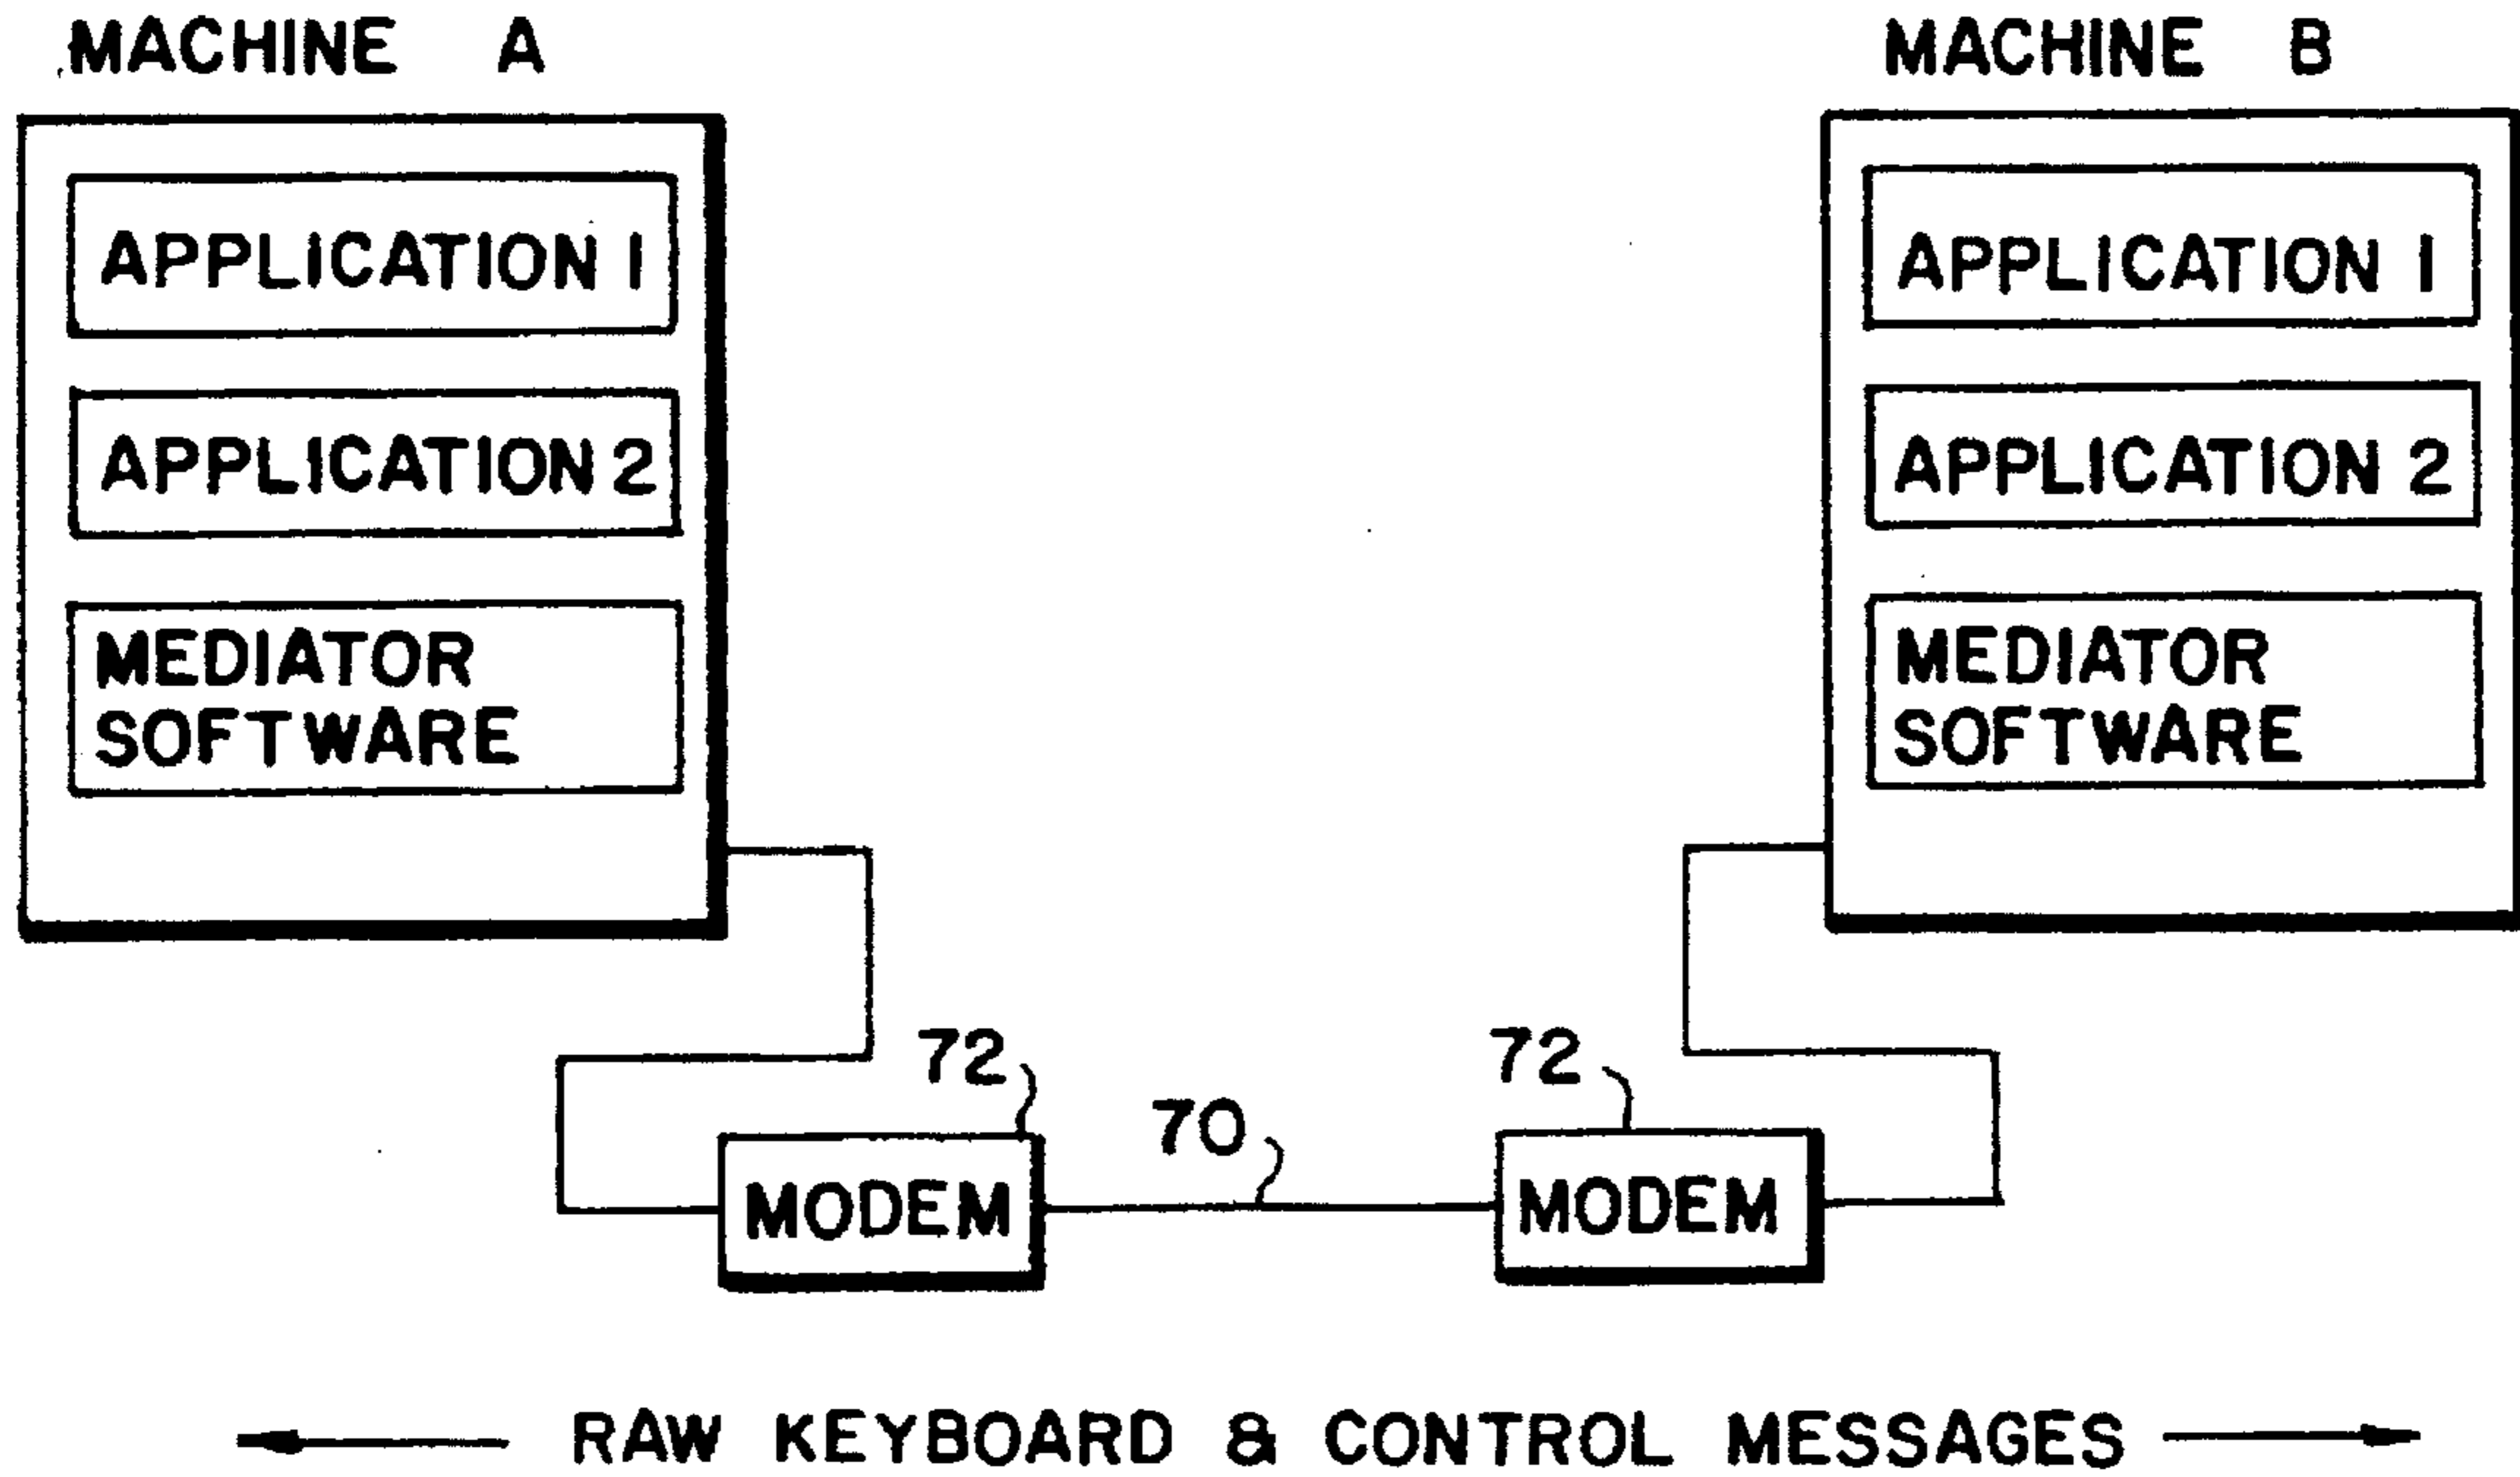 MACHINE A
MACHINE B
APPLICATION 1
APPLICATION 2
MEDIATOR
SOFTWARE
APPLICATION 1
APPLICATION 2
MEDIATOR
SOFTWARE
72
72
70
MODEM
MODEM
RAW KEYBOARD & CONTROL MESSAGES